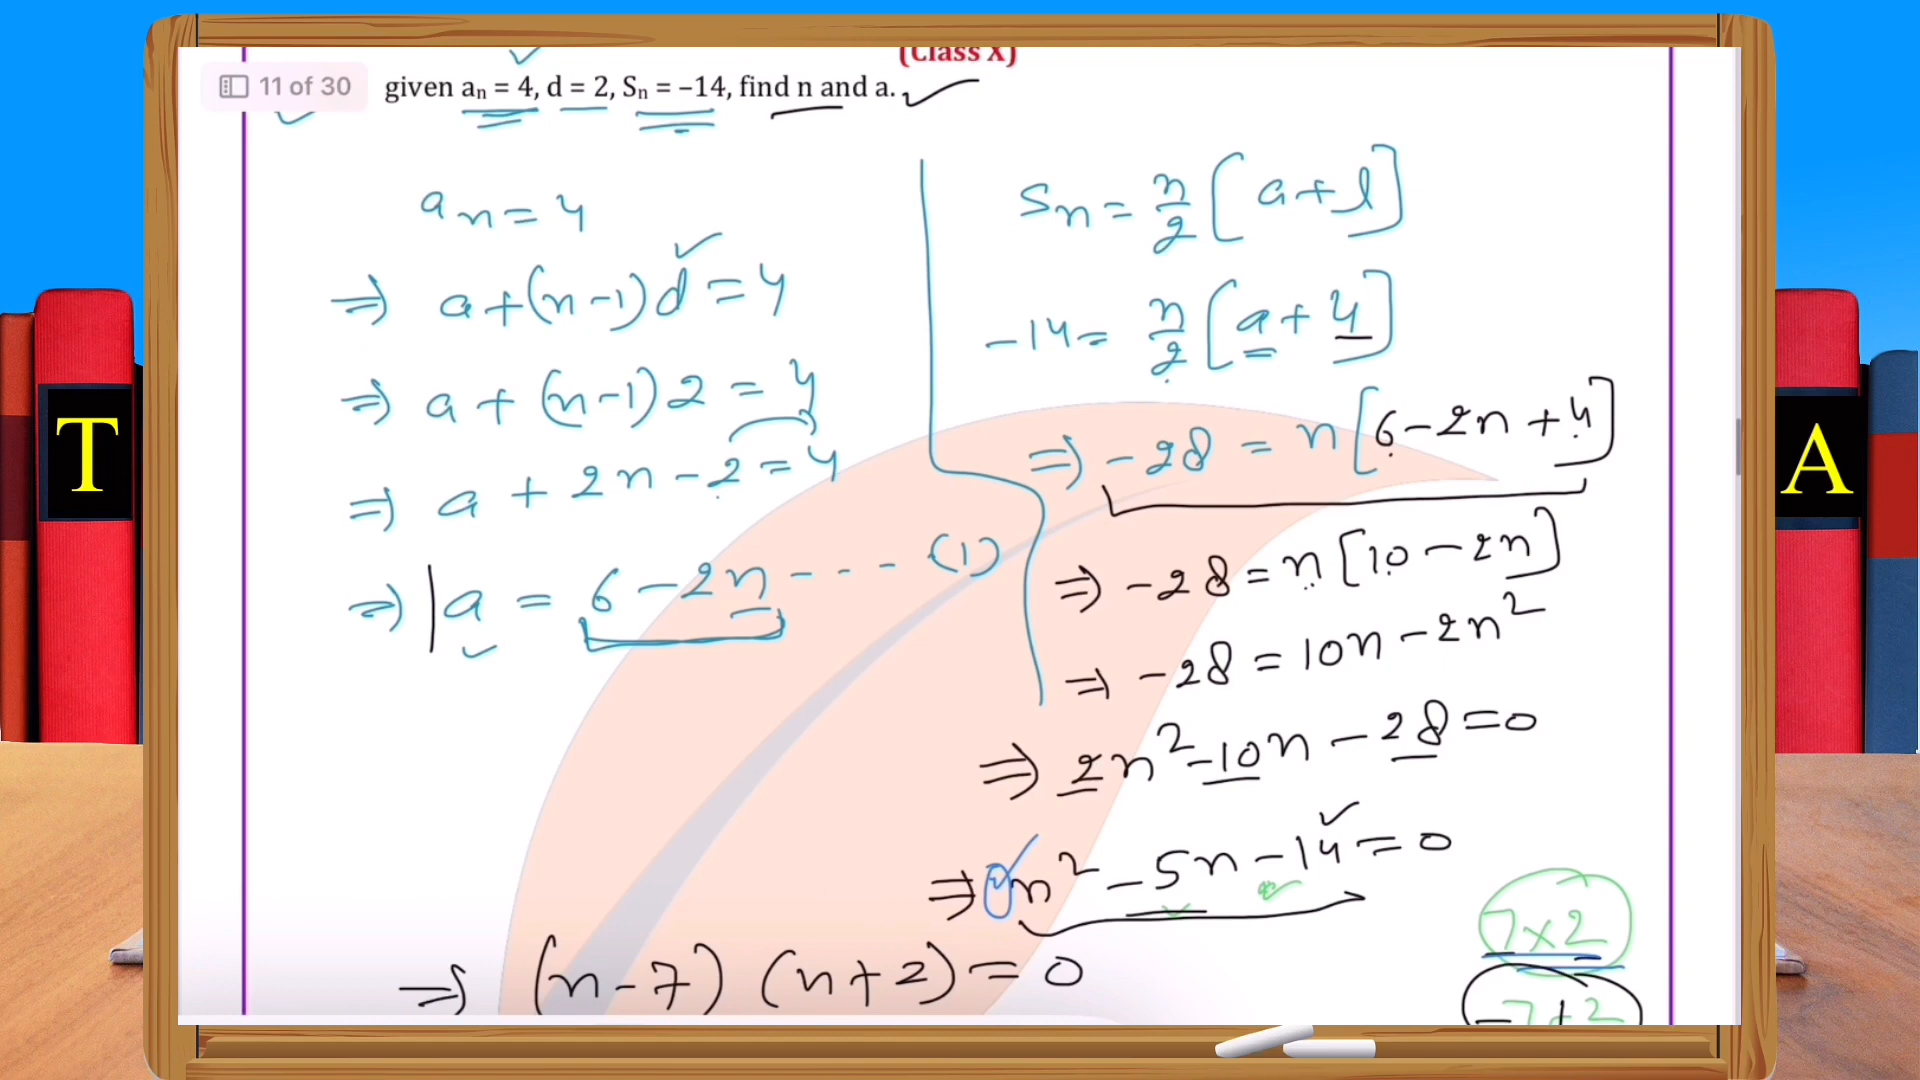 (Class X)
11 of 30
given aₙ = 4, d = 2, Sₙ = −14, find n and a.
aₙ = 4
⇒ a + (n−1)d = 4
⇒ a + (n−1)2 = 4
⇒ a + 2n − 2 = 4
⇒ a = 6 − 2n - - - - (1)
Sₙ = n/2 [a + l]
−14 = n/2 [a + 4]
⇒ −28 = n[6 − 2n + 4]
⇒ −28 = n[10 − 2n]
⇒ −28 = 10n − 2n²
⇒ 2n² − 10n − 28 = 0
⇒ n² − 5n − 14 = 0
7×2
−7+2
⇒ (n−7) (n+2) = 0
T
A